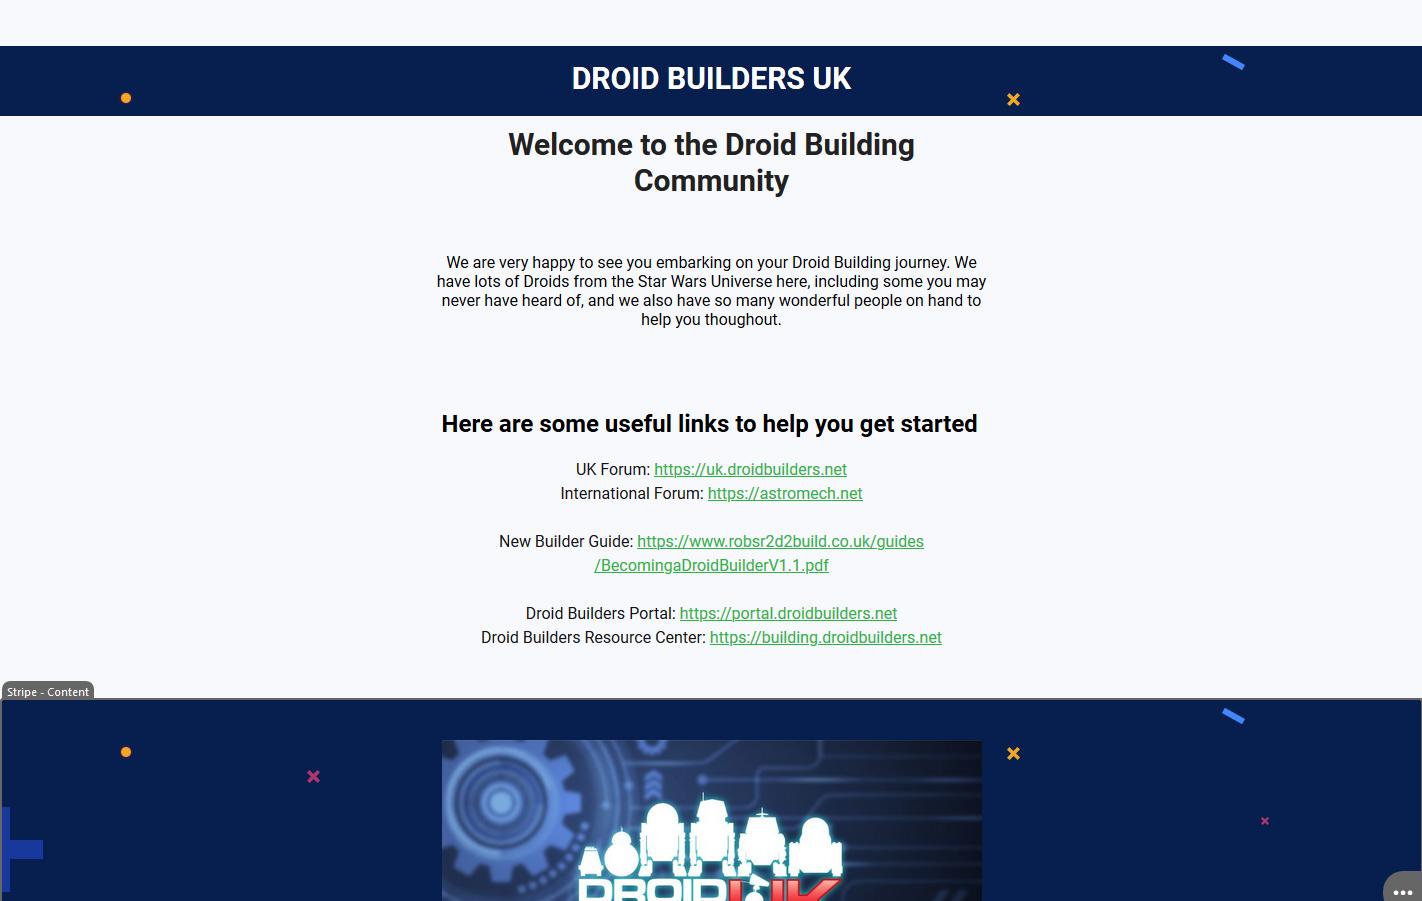 DROID BUILDERS UK
Welcome to the Droid Building
Community
We are very happy to see you embarking on your Droid Building journey. We
have lots of Droids from the Star Wars Universe here, including some you may
never have heard of, and we also have so many wonderful people on hand to
help you thoughout.
Here are some useful links to help you get started
UK Forum: https://uk.droidbuilders.net
International Forum: https://astromech.net
New Builder Guide: https://www.robsr2d2build.co.uk/guides
/BecomingaDroidBuilderV1.1.pdf
Droid Builders Portal: https://portal.droidbuilders.net
Droid Builders Resource Center: https://building.droidbuilders.net
Stripe - Content
DROID UK